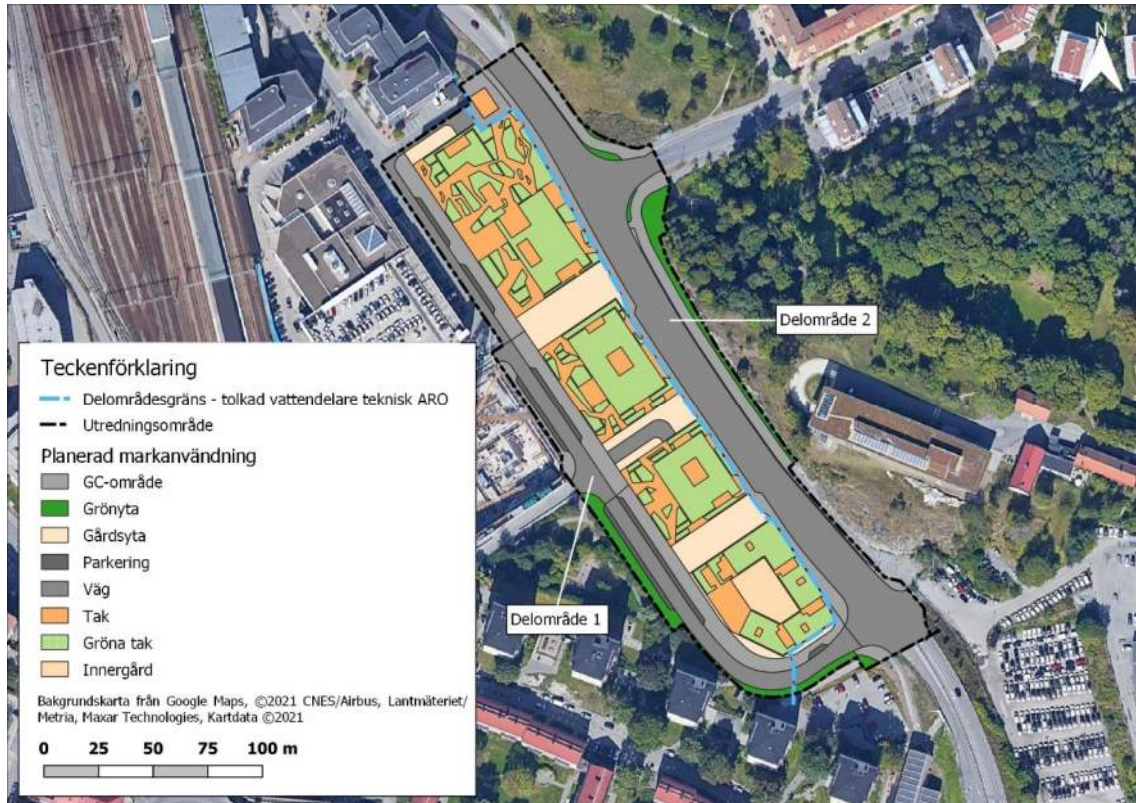 N
Delområde 2
Teckenförklaring
Delområdesgräns - tolkad vattendelare teknisk ARO
Utredningsområde
Planerad markanvändning
GC-område
Grönyta
Gårdsyta
Parkering
Väg
Tak
Gröna tak
Innergård
Delområde 1
Bakgrundskarta från Google Maps, ©2021 CNES/Airbus, Lantmäteriet/
Metria, Maxar Technologies, Kartdata ©2021
0 25 50 75 100 m